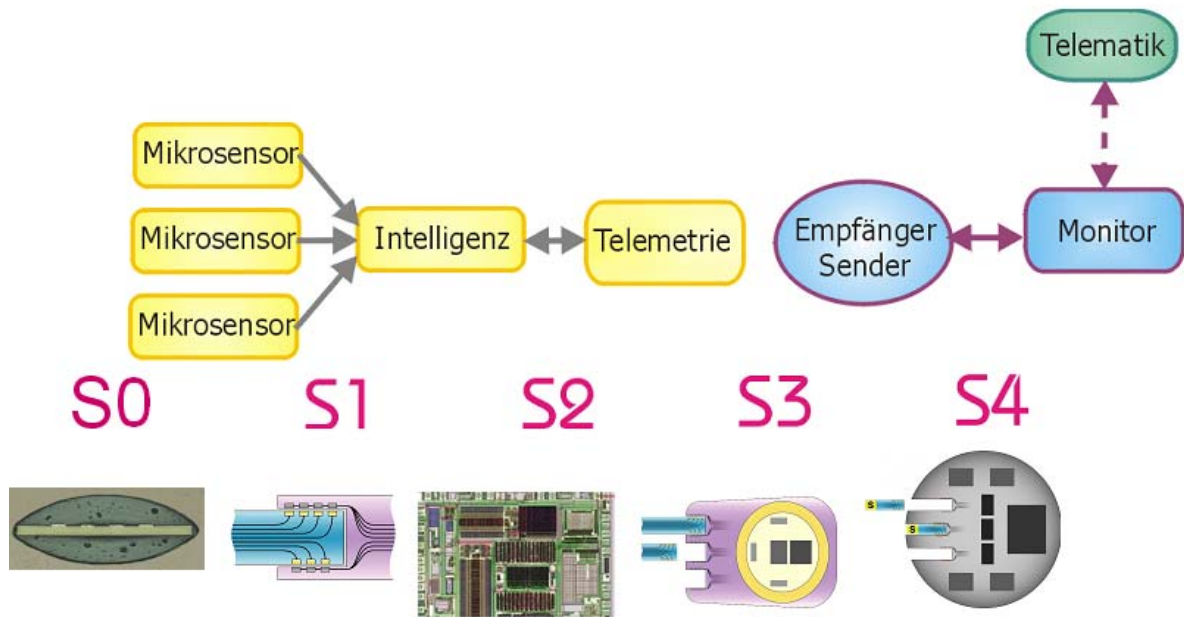 Telematik
Mikrosensor
Mikrosensor
Intelligenz
Telemetrie
Empfänger
Sender
Monitor
Mikrosensor
S0
S1
S2
S3
S4
S
S